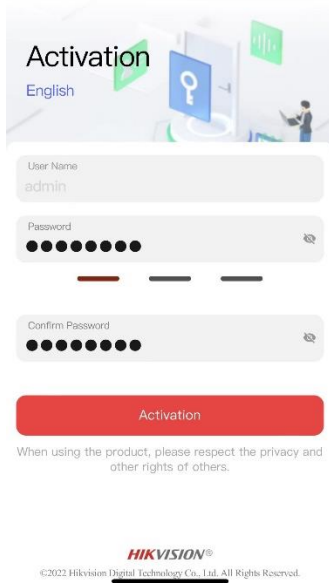 Activation
English
User Name
admin
Password
Confirm Password
Activation
When using the product, please respect the privacy and
other rights of others.
HIKVISION®
©2022 Hikvision Digital Technology Co., Ltd. All Rights Reserved.